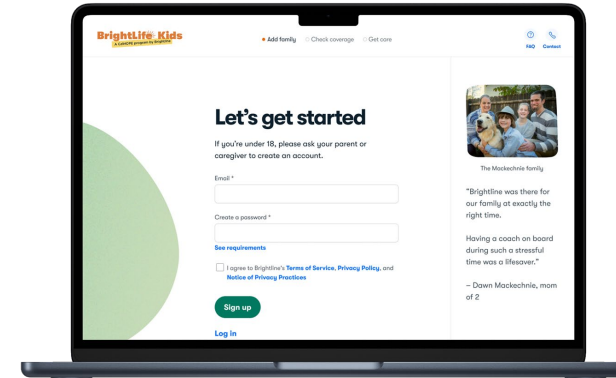 BrightLife Kids
A CalHOPE program by Brightline
Add family
Check coverage
Get care
FAQ
Contact
Let's get started
If you're under 18, please ask your parent or
caregiver to create an account.
Email *
Create a password *
See requirements
I agree to Brightline's Terms of Service, Privacy Policy, and
Notice of Privacy Practices
Sign up
Log in
The Mackechnie family
"Brightline was there for
our family at exactly the
right time.
Having a coach on board
during such a stressful
time was a lifesaver."
– Dawn Mackechnie, mom
of 2